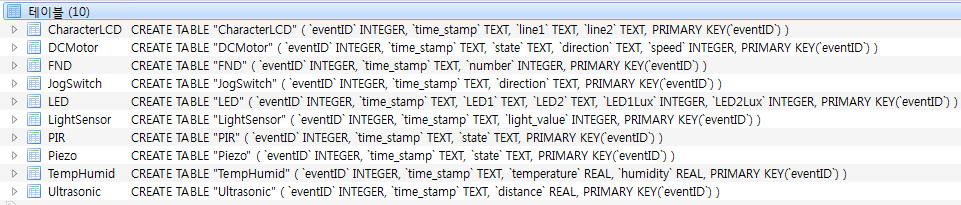 테이블 (10)
CharacterLCD CREATE TABLE "CharacterLCD" ( `eventID` INTEGER, `time_stamp` TEXT, `line1` TEXT, `line2` TEXT, PRIMARY KEY(`eventID`) )
DCMotor CREATE TABLE "DCMotor" ( `eventID` INTEGER, `time_stamp` TEXT, `state` TEXT, `direction` TEXT, `speed` INTEGER, PRIMARY KEY(`eventID`) )
FND CREATE TABLE "FND" ( `eventID` INTEGER, `time_stamp` TEXT, `number` INTEGER, PRIMARY KEY(`eventID`) )
JogSwitch CREATE TABLE "JogSwitch" ( `eventID` INTEGER, `time_stamp` TEXT, `direction` TEXT, PRIMARY KEY(`eventID`) )
LED CREATE TABLE "LED" ( `eventID` INTEGER, `time_stamp` TEXT, `LED1` TEXT, `LED2` TEXT, `LED1Lux` INTEGER, `LED2Lux` INTEGER, PRIMARY KEY(`eventID`) )
LightSensor CREATE TABLE "LightSensor" ( `eventID` INTEGER, `time_stamp` TEXT, `light_value` INTEGER, PRIMARY KEY(`eventID`) )
PIR CREATE TABLE "PIR" ( `eventID` INTEGER, `time_stamp` TEXT, `state` TEXT, PRIMARY KEY(`eventID`) )
Piezo CREATE TABLE "Piezo" ( `eventID` INTEGER, `time_stamp` TEXT, `state` TEXT, PRIMARY KEY(`eventID`) )
TempHumid CREATE TABLE "TempHumid" ( `eventID` INTEGER, `time_stamp` TEXT, `temperature` REAL, `humidity` REAL, PRIMARY KEY(`eventID`) )
Ultrasonic CREATE TABLE "Ultrasonic" ( `eventID` INTEGER, `time_stamp` TEXT, `distance` REAL, PRIMARY KEY(`eventID`) )